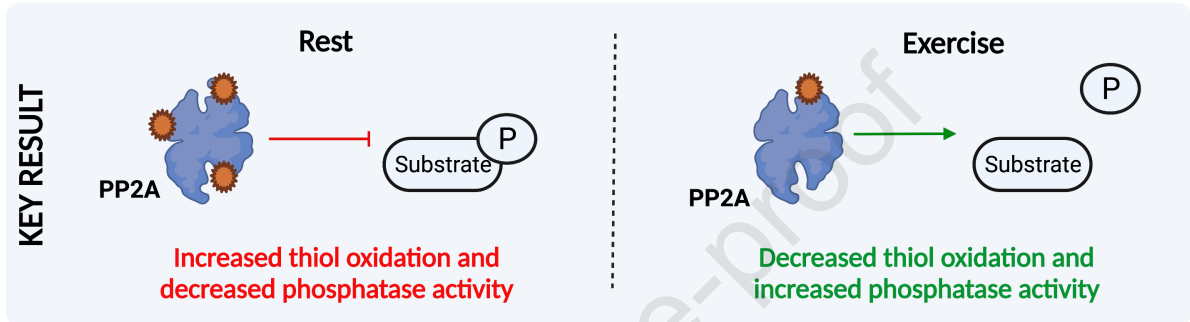 KEY RESULT
Rest
PP2A
Substrate
P
Increased thiol oxidation and
decreased phosphatase activity
Exercise
PP2A
P
Substrate
Decreased thiol oxidation and
increased phosphatase activity
e-proof